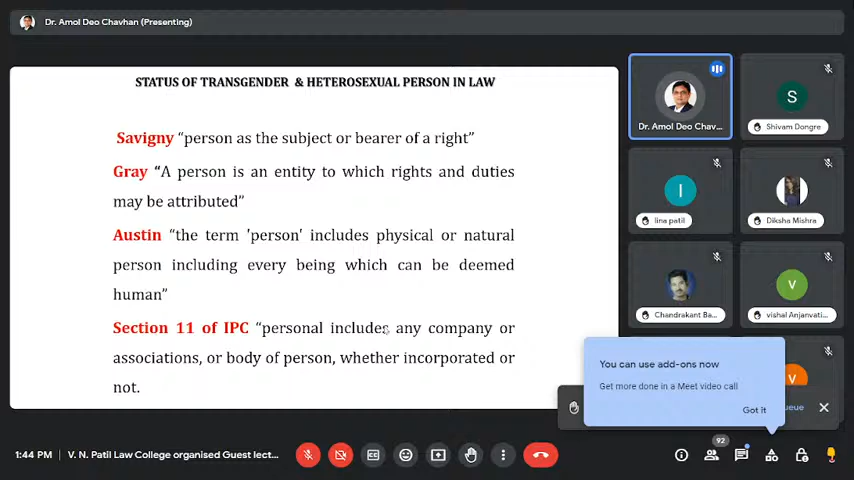 Dr. Amol Deo Chavhan (Presenting)
STATUS OF TRANSGENDER & HETEROSEXUAL PERSON IN LAW
Savigny “person as the subject or bearer of a right”
Gray “A person is an entity to which rights and duties
may be attributed”
Austin “the term 'person' includes physical or natural
person including every being which can be deemed
human”
Section 11 of IPC “personal includes any company or
associations, or body of person, whether incorporated or
not.
Dr. Amol Deo Chav...
S
Shivam Dongre
I
lina patil
Diksha Mishra
Chandrakant Ba...
V
vishal Anjanvati...
You can use add-ons now
Get more done in a Meet video call
Got it
ueue
1:44 PM | V. N. Patil Law College organised Guest lect...
92